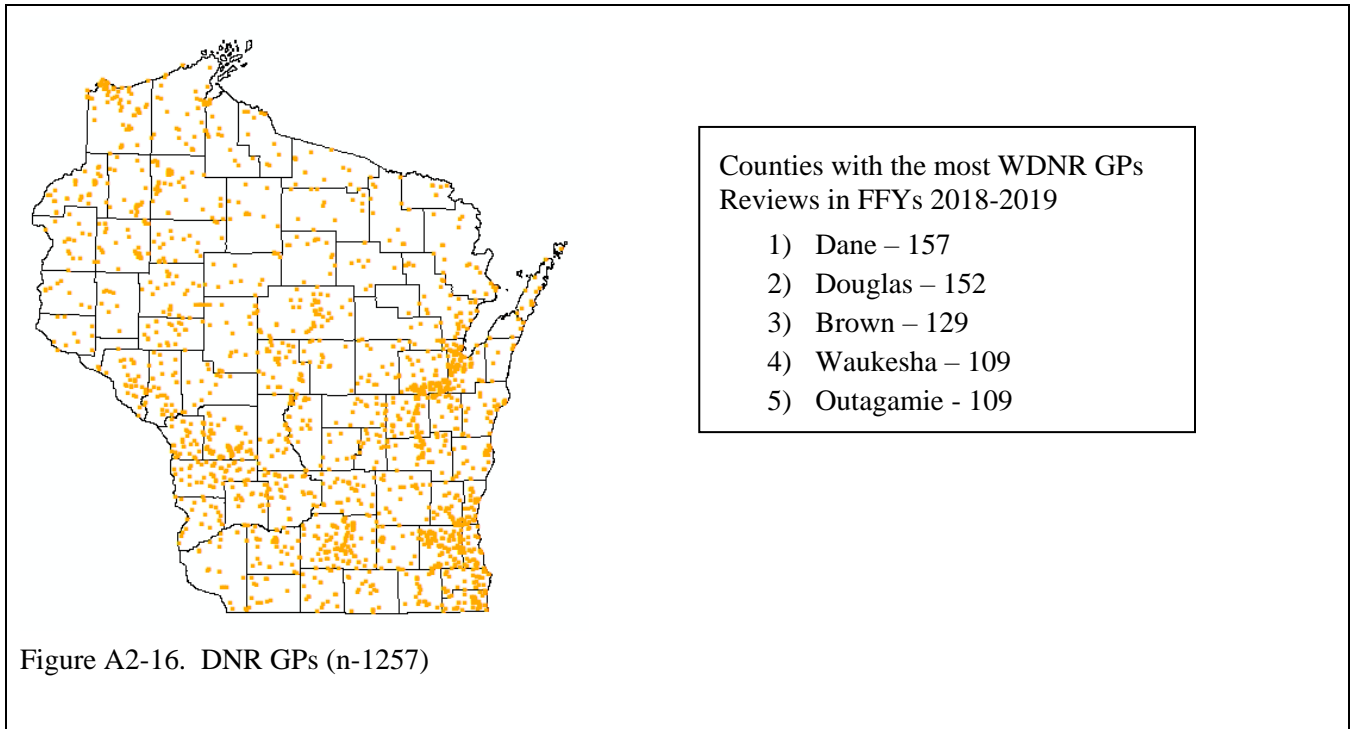 Counties with the most WDNR GPs
Reviews in FFYs 2018-2019
1) Dane – 157
2) Douglas – 152
3) Brown – 129
4) Waukesha – 109
5) Outagamie - 109
Figure A2-16. DNR GPs (n-1257)